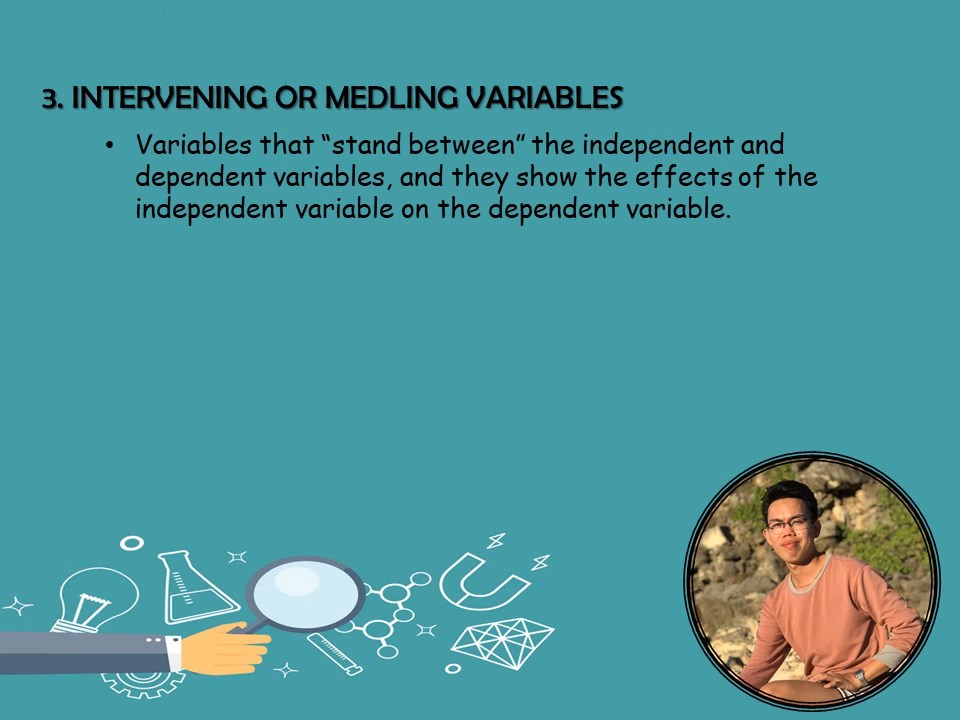 3. INTERVENING OR MEDLING VARIABLES
• Variables that “stand between” the independent and
dependent variables, and they show the effects of the
independent variable on the dependent variable.